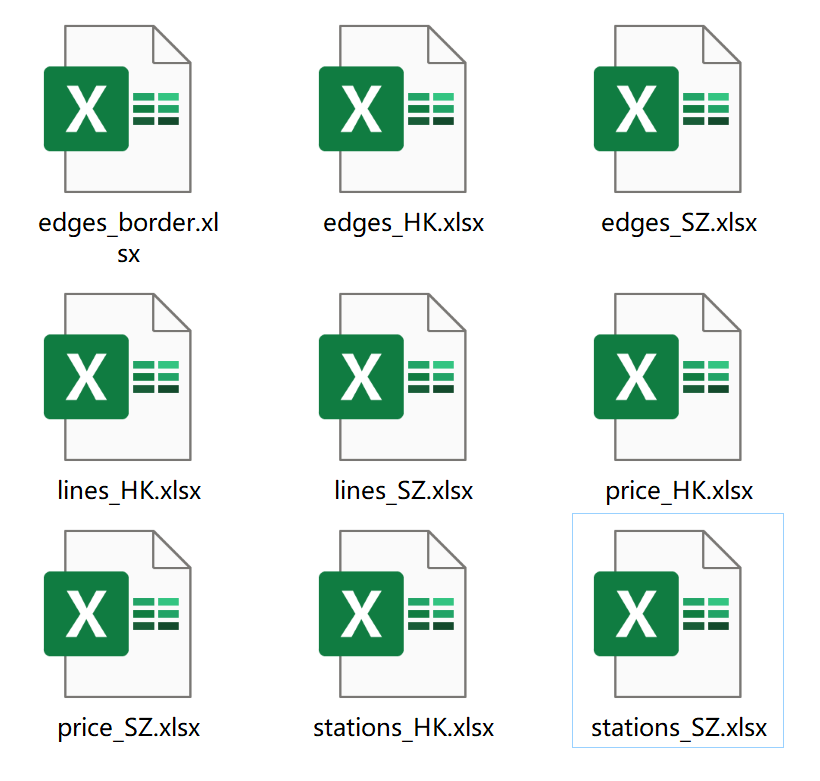 edges_border.xl
sx
edges_HK.xlsx
edges_SZ.xlsx
lines_HK.xlsx
lines_SZ.xlsx
price_HK.xlsx
price_SZ.xlsx
stations_HK.xlsx
stations_SZ.xlsx